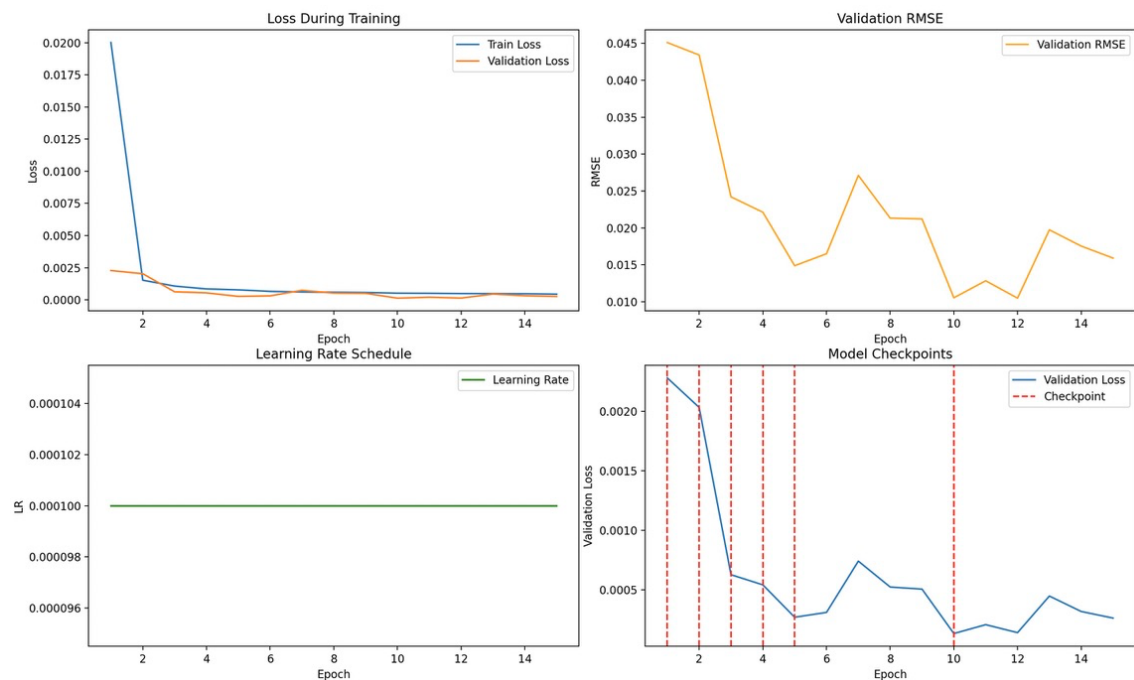 Loss During Training
0.0200
0.0175
0.0150
0.0125
0.0100
0.0075
0.0050
0.0025
0.0000
Loss
Train Loss
Validation Loss
2 4 6 8 10 12 14
Epoch
Validation RMSE
0.045
0.040
0.035
0.030
0.025
0.020
0.015
0.010
RMSE
Validation RMSE
2 4 6 8 10 12 14
Epoch
Learning Rate Schedule
0.000104
0.000102
0.000100
0.000098
0.000096
LR
Learning Rate
2 4 6 8 10 12 14
Epoch
Model Checkpoints
0.0020
0.0015
0.0010
0.0005
Validation Loss
Validation Loss
Checkpoint
2 4 6 8 10 12 14
Epoch